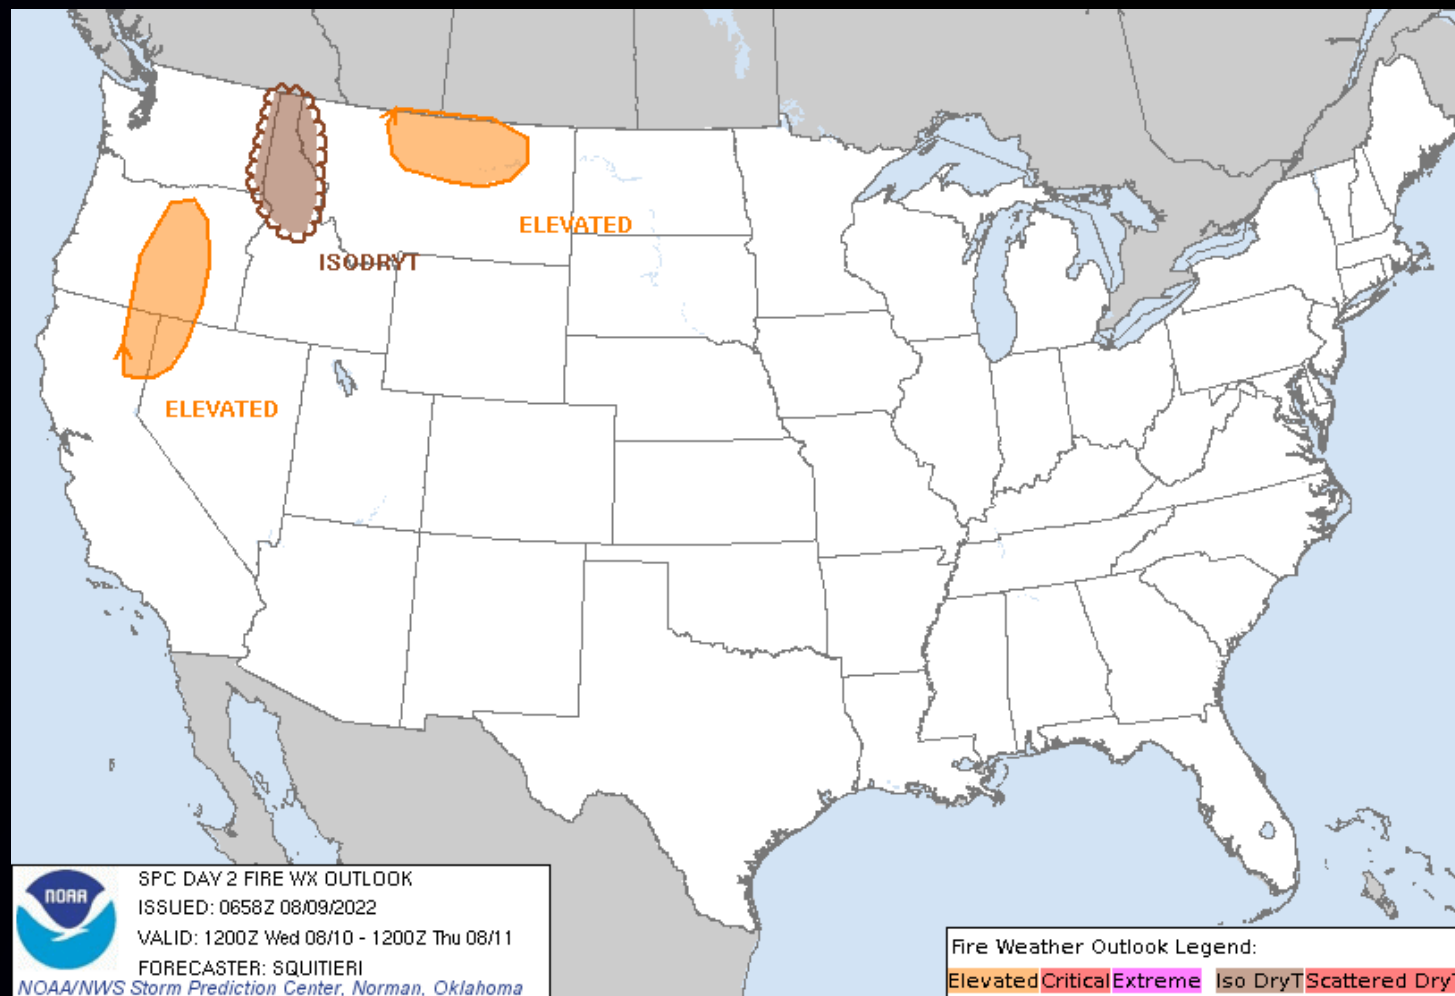 ELEVATED
ISODRYT
ELEVATED
NOAA
SPC DAY 2 FIRE WX OUTLOOK
ISSUED: 0658Z 08/09/2022
VALID: 1200Z Wed 08/10 - 1200Z Thu 08/11
FORECASTER: SQUITIERI
NOAA/NWS Storm Prediction Center, Norman, Oklahoma
Fire Weather Outlook Legend:
Elevated Critical Extreme Iso DryT Scattered DryT